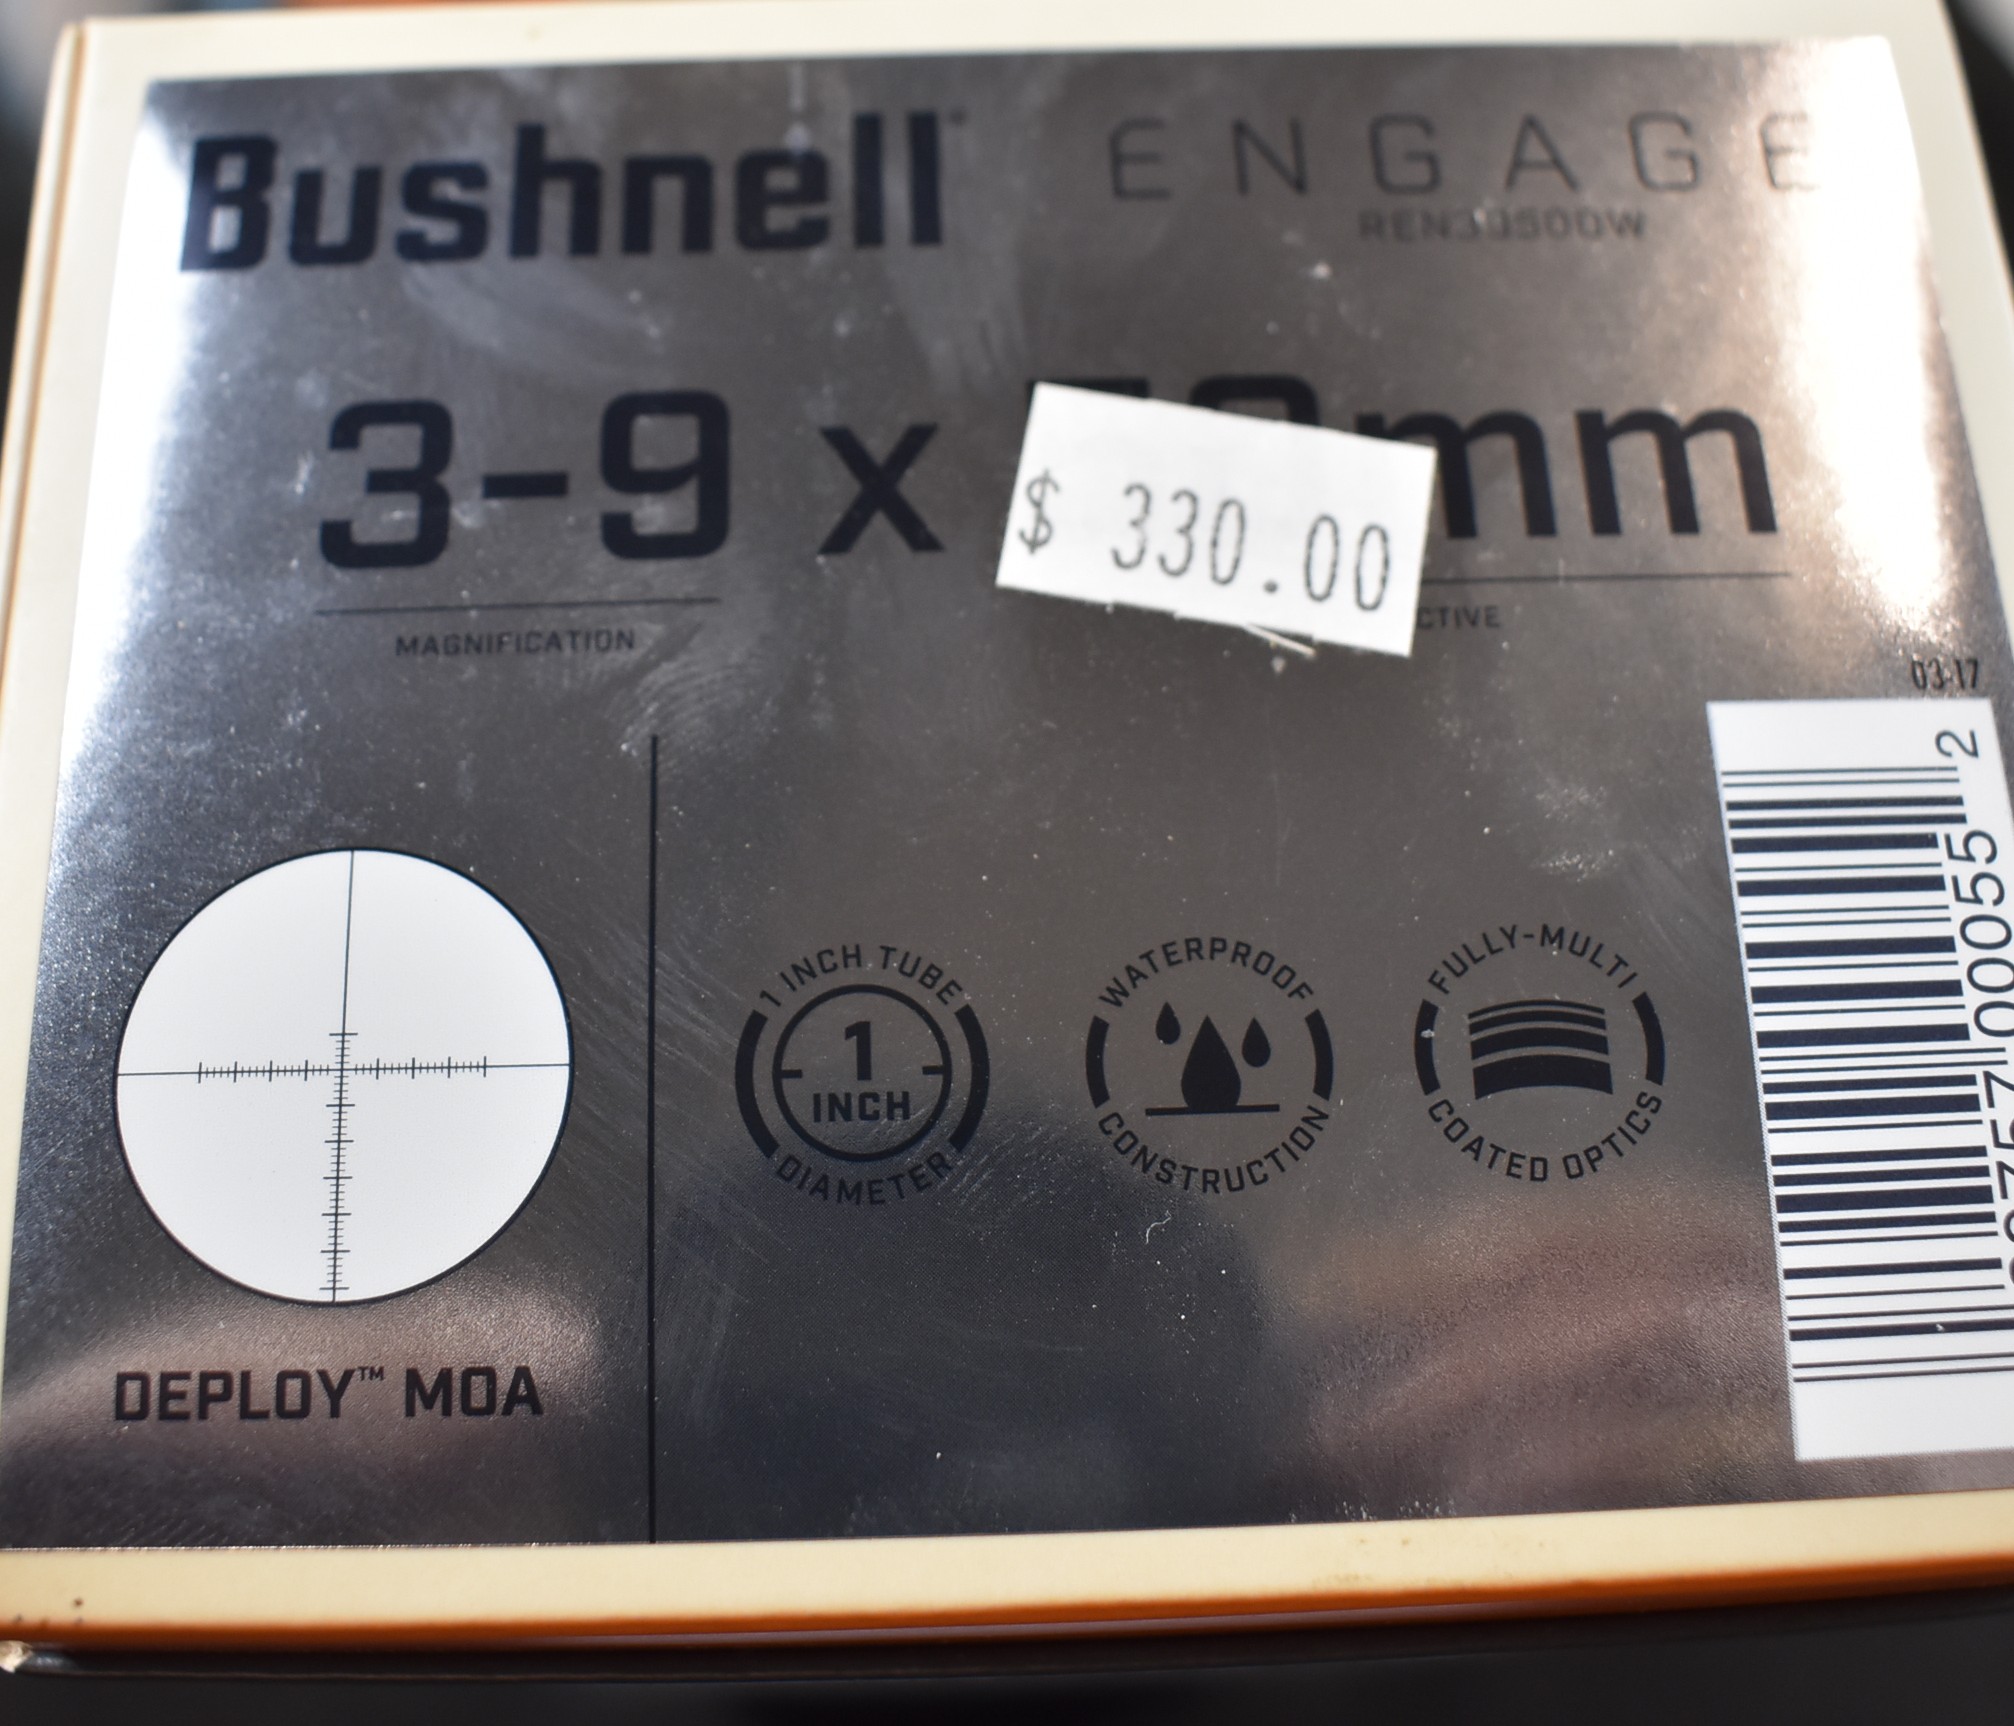 Bushnell
ENGAGE
REN3950DW
3-9 x mm
$ 330.00
MAGNIFICATION
03-17
2
1 INCH TUBE
1
INCH
DIAMETER
WATERPROOF
CONSTRUCTION
FULLY-MULTI
COATED OPTICS
DEPLOY™ MOA